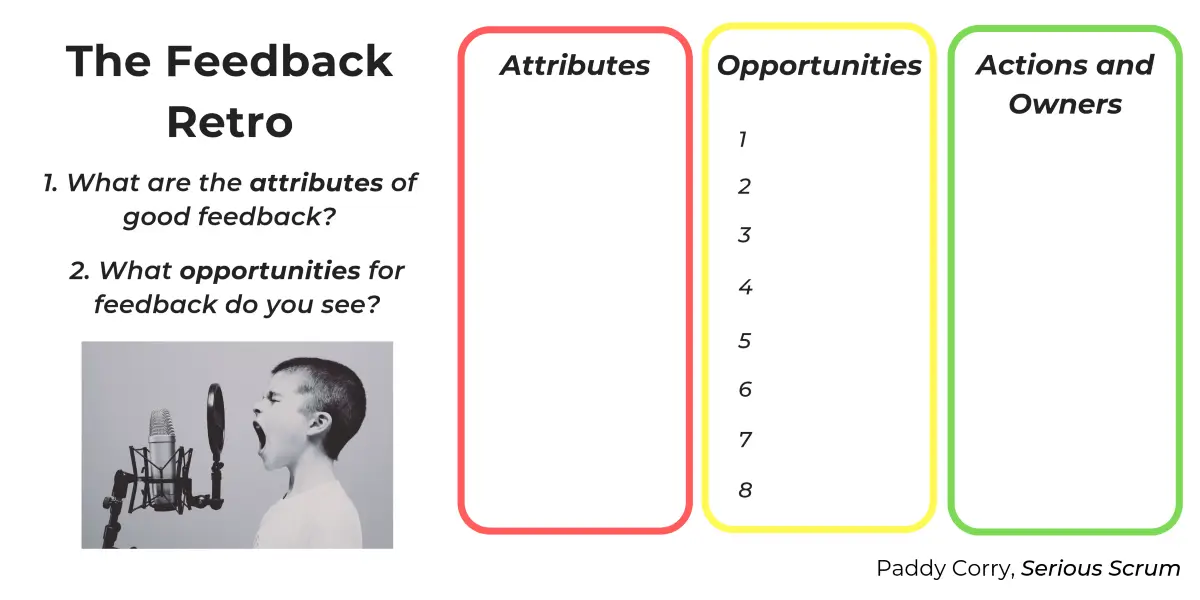 The Feedback
Retro
1. What are the attributes of
good feedback?
2. What opportunities for
feedback do you see?
Attributes
Opportunities
1
2
3
4
5
6
7
8
Actions and
Owners
Paddy Corry, Serious Scrum